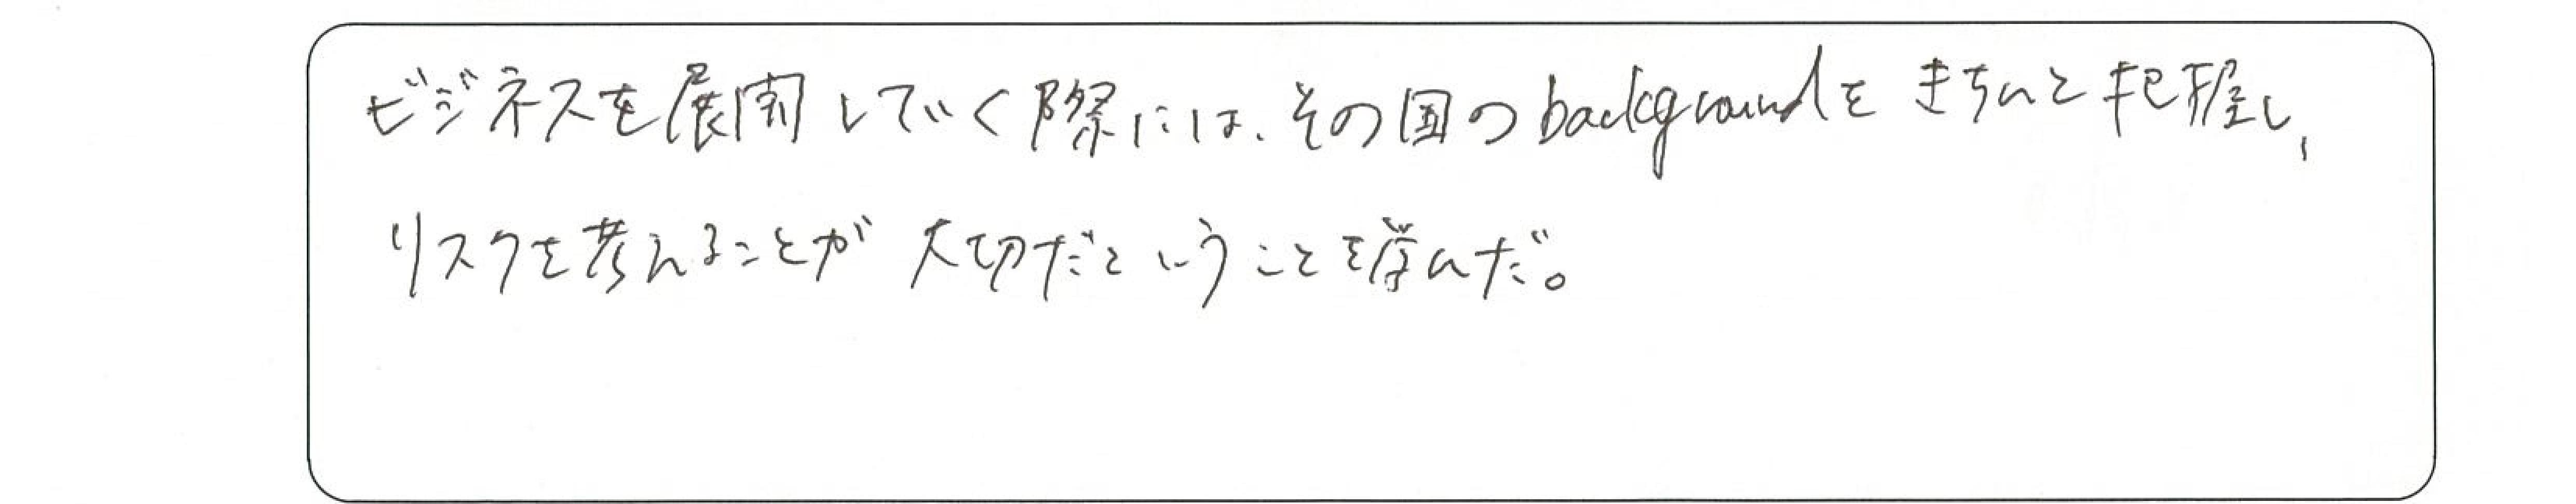 ビジネスを展開していく際には、その国のbackgroundをきちんと把握し、
リスクを考えることが大切だということを学んだ。